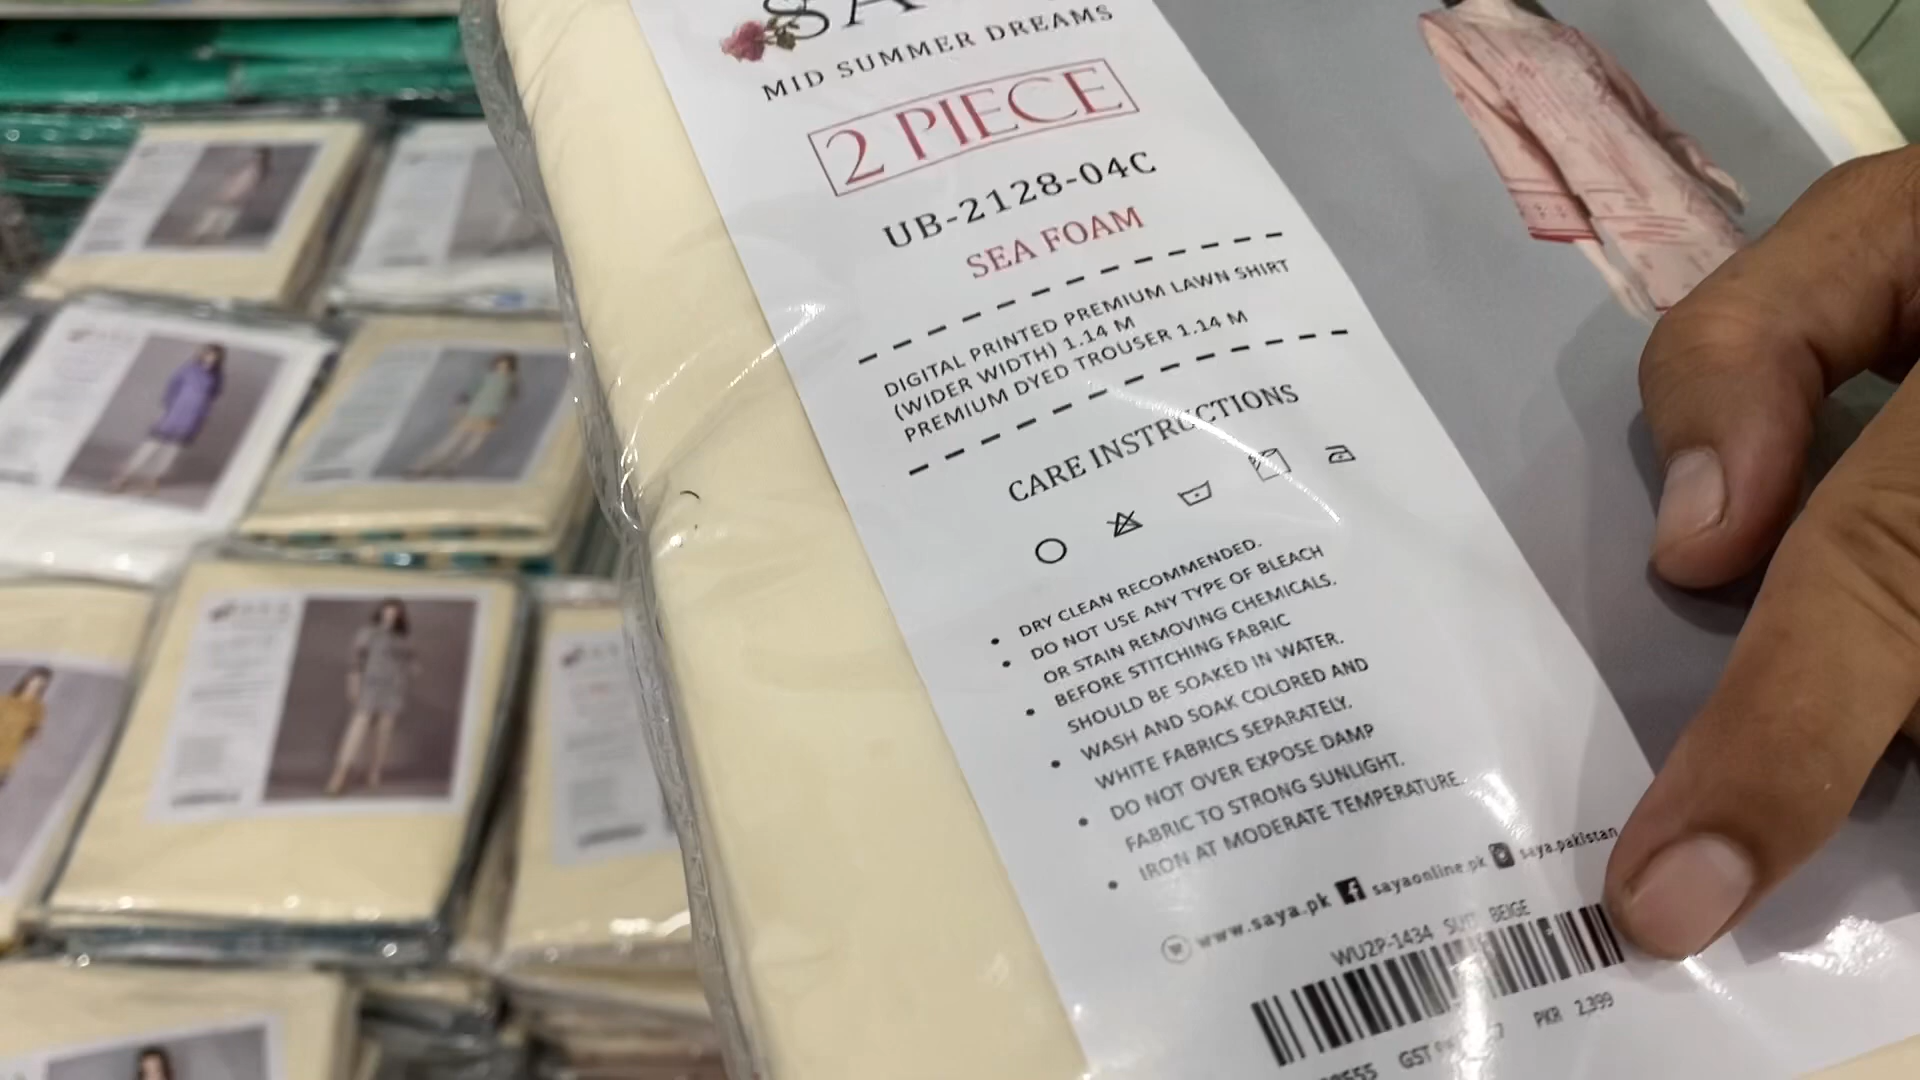 MID SUMMER DREAMS
2 PIECE
UB-2128-04C
SEA FOAM
DIGITAL PRINTED PREMIUM LAWN SHIRT
(WIDER WIDTH) 1.14 M
PREMIUM DYED TROUSER 1.14 M
CARE INSTRUCTIONS
• DRY CLEAN RECOMMENDED.
• DO NOT USE ANY TYPE OF BLEACH
OR STAIN REMOVING CHEMICALS.
• BEFORE STITCHING FABRIC
SHOULD BE SOAKED IN WATER.
• WASH AND SOAK COLORED AND
WHITE FABRICS SEPARATELY.
• DO NOT OVER EXPOSE DAMP
FABRIC TO STRONG SUNLIGHT.
• IRON AT MODERATE TEMPERATURE.
www.saya.pk sayaonline.pk saya.pakistan
WU2P-1434 SUIT BEIGE
GST PKR 2,399